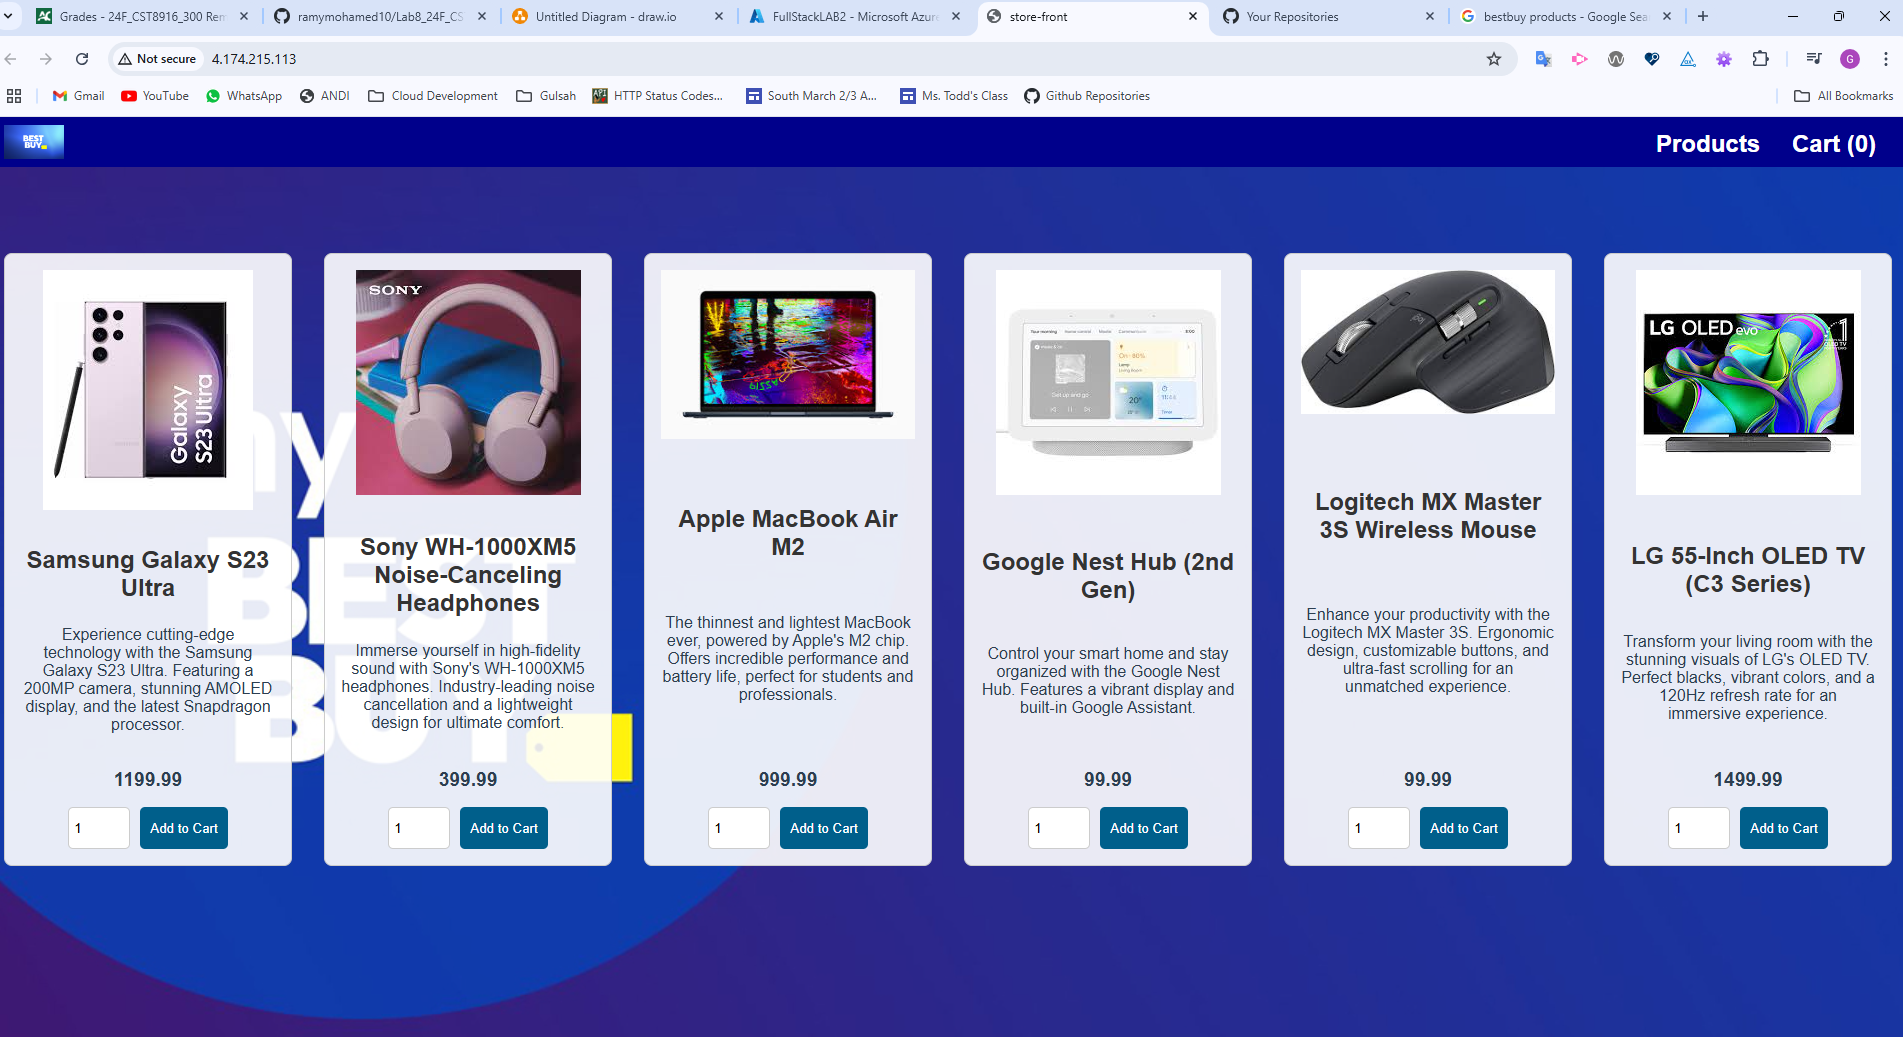 Grades - 24F_CST8916_300 Rem
ramymohamed10/Lab8_24F_CS
Untitled Diagram - draw.io
FullStackLAB2 - Microsoft Azure
store-front
Your Repositories
bestbuy products - Google Sea
Not secure
4.174.215.113
G
Gmail
YouTube
WhatsApp
ANDI
Cloud Development
Gulsah
HTTP Status Codes...
South March 2/3 A...
Ms. Todd's Class
Github Repositories
All Bookmarks
BEST
BUY
Products
Cart (0)
my
BEST
BUY
Galaxy
S23 Ultra
Samsung Galaxy S23
Ultra
Experience cutting-edge
technology with the Samsung
Galaxy S23 Ultra. Featuring a
200MP camera, stunning AMOLED
display, and the latest Snapdragon
processor.
1199.99
1
Add to Cart
SONY
Sony WH-1000XM5
Noise-Canceling
Headphones
Immerse yourself in high-fidelity
sound with Sony's WH-1000XM5
headphones. Industry-leading noise
cancellation and a lightweight
design for ultimate comfort.
399.99
1
Add to Cart
Apple MacBook Air
M2
The thinnest and lightest MacBook
ever, powered by Apple's M2 chip.
Offers incredible performance and
battery life, perfect for students and
professionals.
999.99
1
Add to Cart
Your morning
Home control
Media
20°
Google Nest Hub (2nd
Gen)
Control your smart home and stay
organized with the Google Nest
Hub. Features a vibrant display and
built-in Google Assistant.
99.99
1
Add to Cart
logi
Logitech MX Master
3S Wireless Mouse
Enhance your productivity with the
Logitech MX Master 3S. Ergonomic
design, customizable buttons, and
ultra-fast scrolling for an
unmatched experience.
99.99
1
Add to Cart
LG OLED evo
LG 55-Inch OLED TV
(C3 Series)
Transform your living room with the
stunning visuals of LG's OLED TV.
Perfect blacks, vibrant colors, and a
120Hz refresh rate for an
immersive experience.
1499.99
1
Add to Cart